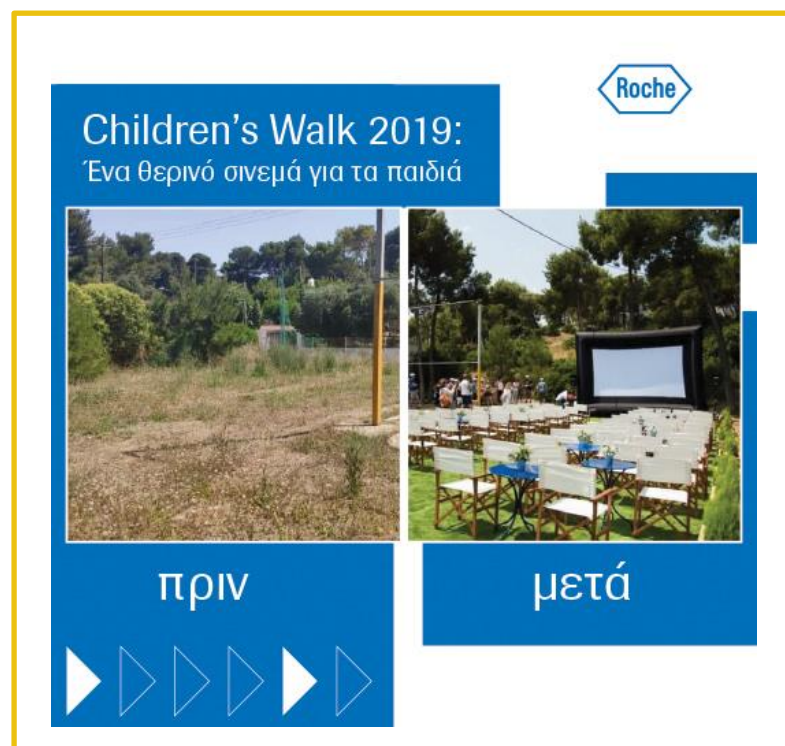 Roche
Children's Walk 2019:
Ένα θερινό σινεμά για τα παιδιά
πριν
μετά